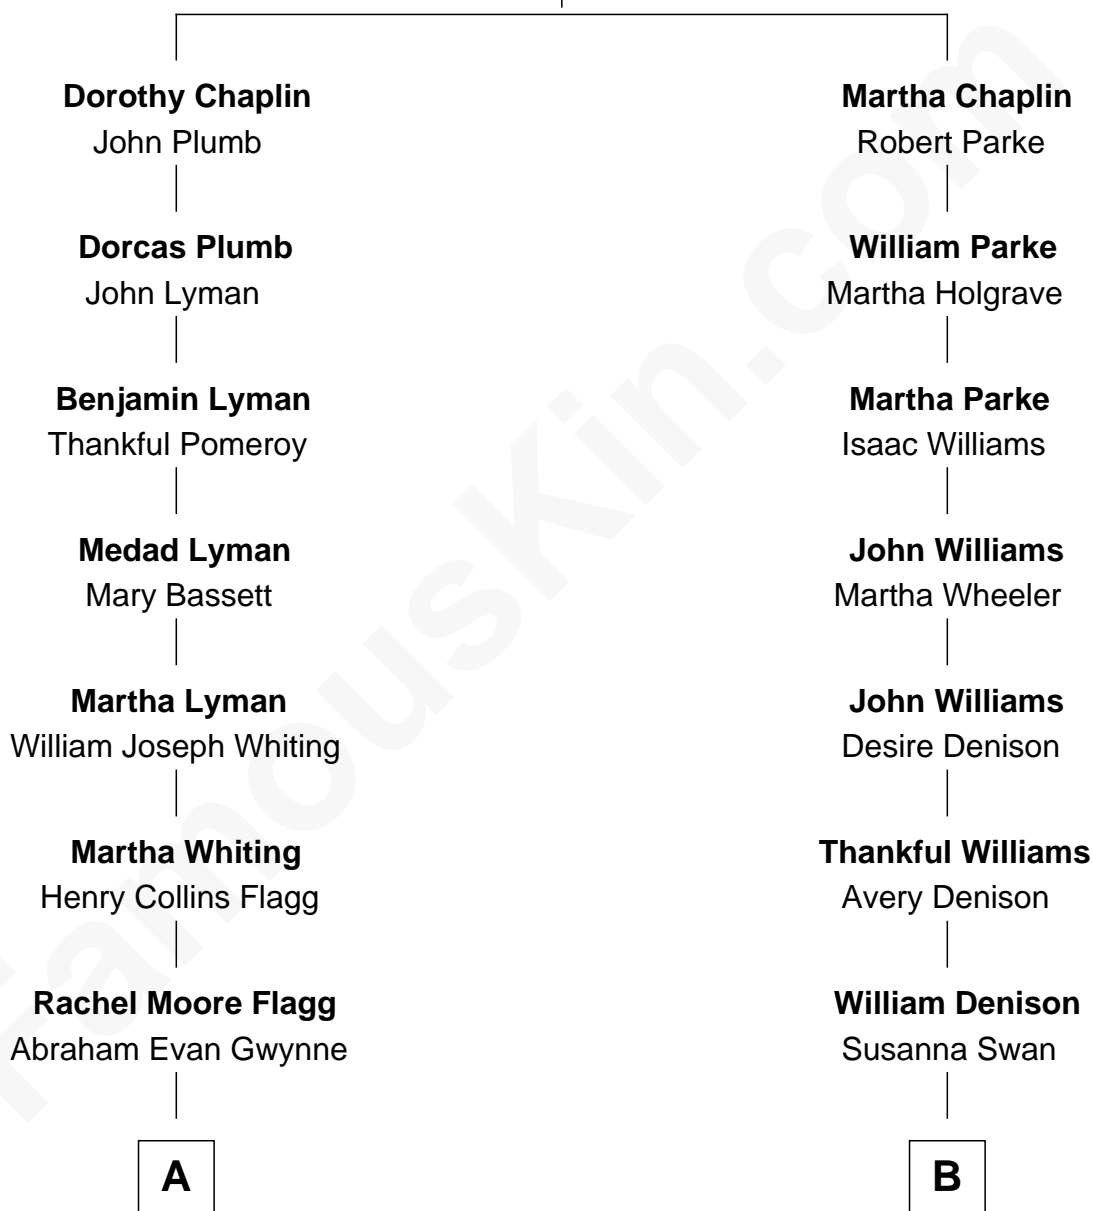 Dorothy Chaplin
John Plumb
Dorcas Plumb
John Lyman
Benjamin Lyman
Thankful Pomeroy
Medad Lyman
Mary Bassett
Martha Lyman
William Joseph Whiting
Martha Whiting
Henry Collins Flagg
Rachel Moore Flagg
Abraham Evan Gwynne
A
Martha Chaplin
Robert Parke
William Parke
Martha Holgrave
Martha Parke
Isaac Williams
John Williams
Martha Wheeler
John Williams
Desire Denison
Thankful Williams
Avery Denison
William Denison
Susanna Swan
B
FamousKin.com